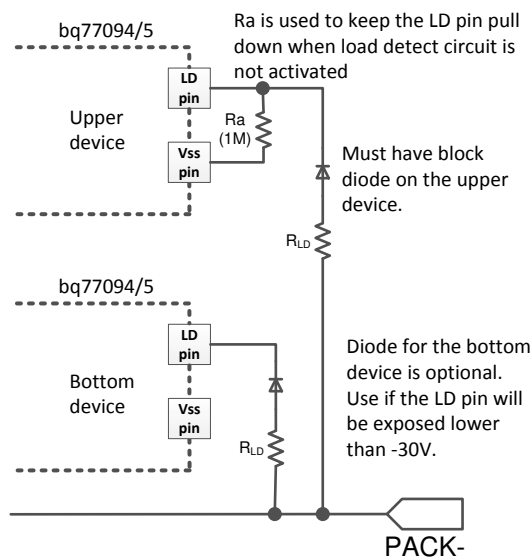 bq77094/5
Ra is used to keep the LD pin pull
down when load detect circuit is
not activated
LD
pin
Upper
device
Ra
(1M)
Vss
pin
Must have block
diode on the upper
device.
RLD
bq77094/5
LD
pin
Bottom
device
Vss
pin
RLD
Diode for the bottom
device is optional.
Use if the LD pin will
be exposed lower
than -30V.
PACK-